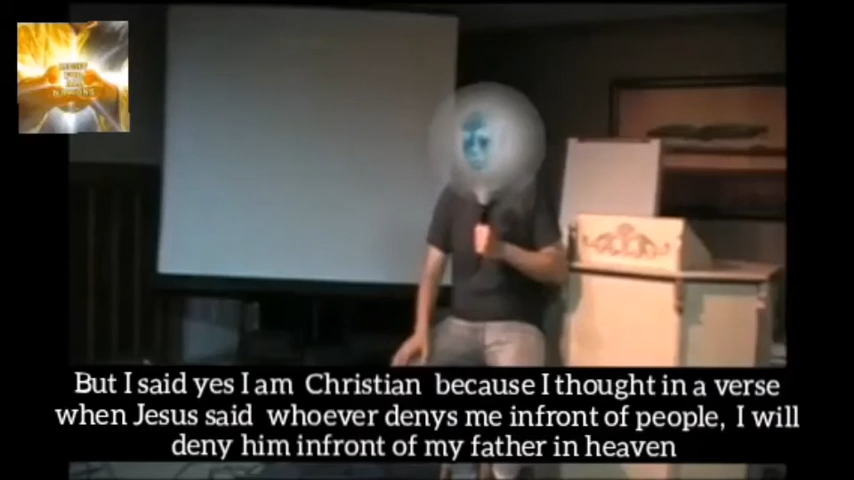 But I said yes I am Christian because I thought in a verse
when Jesus said whoever denys me infront of people, I will
deny him infront of my father in heaven